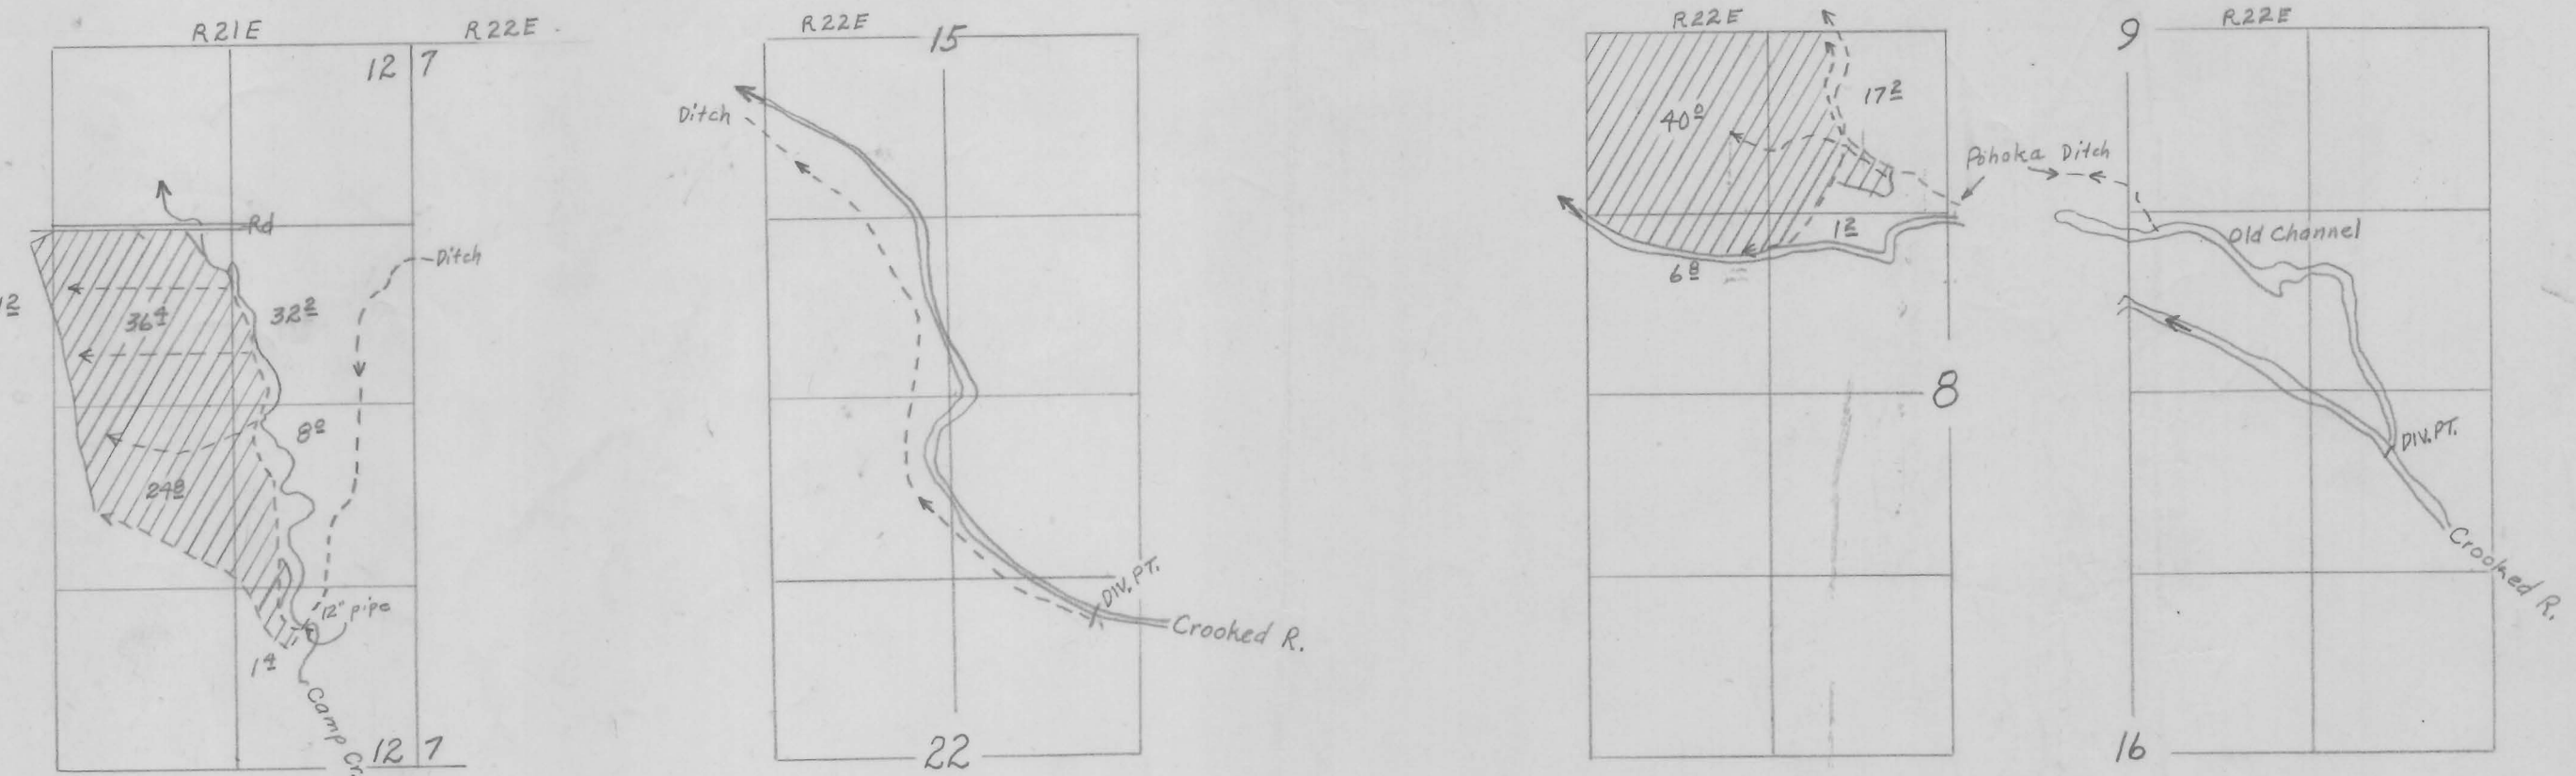 R21E
R22E
12 7
Rd
Ditch
36 4
32 2
8 0
24 8
12" pipe
1 4
Camp Cr.
12 7
R22E
15
Ditch
DIV. PT.
Crooked R.
22
R22E
40 0
17 2
1 2
6 8
8
Pohoka Ditch
9
R22E
Old Channel
DIV. PT.
Crooked R.
16